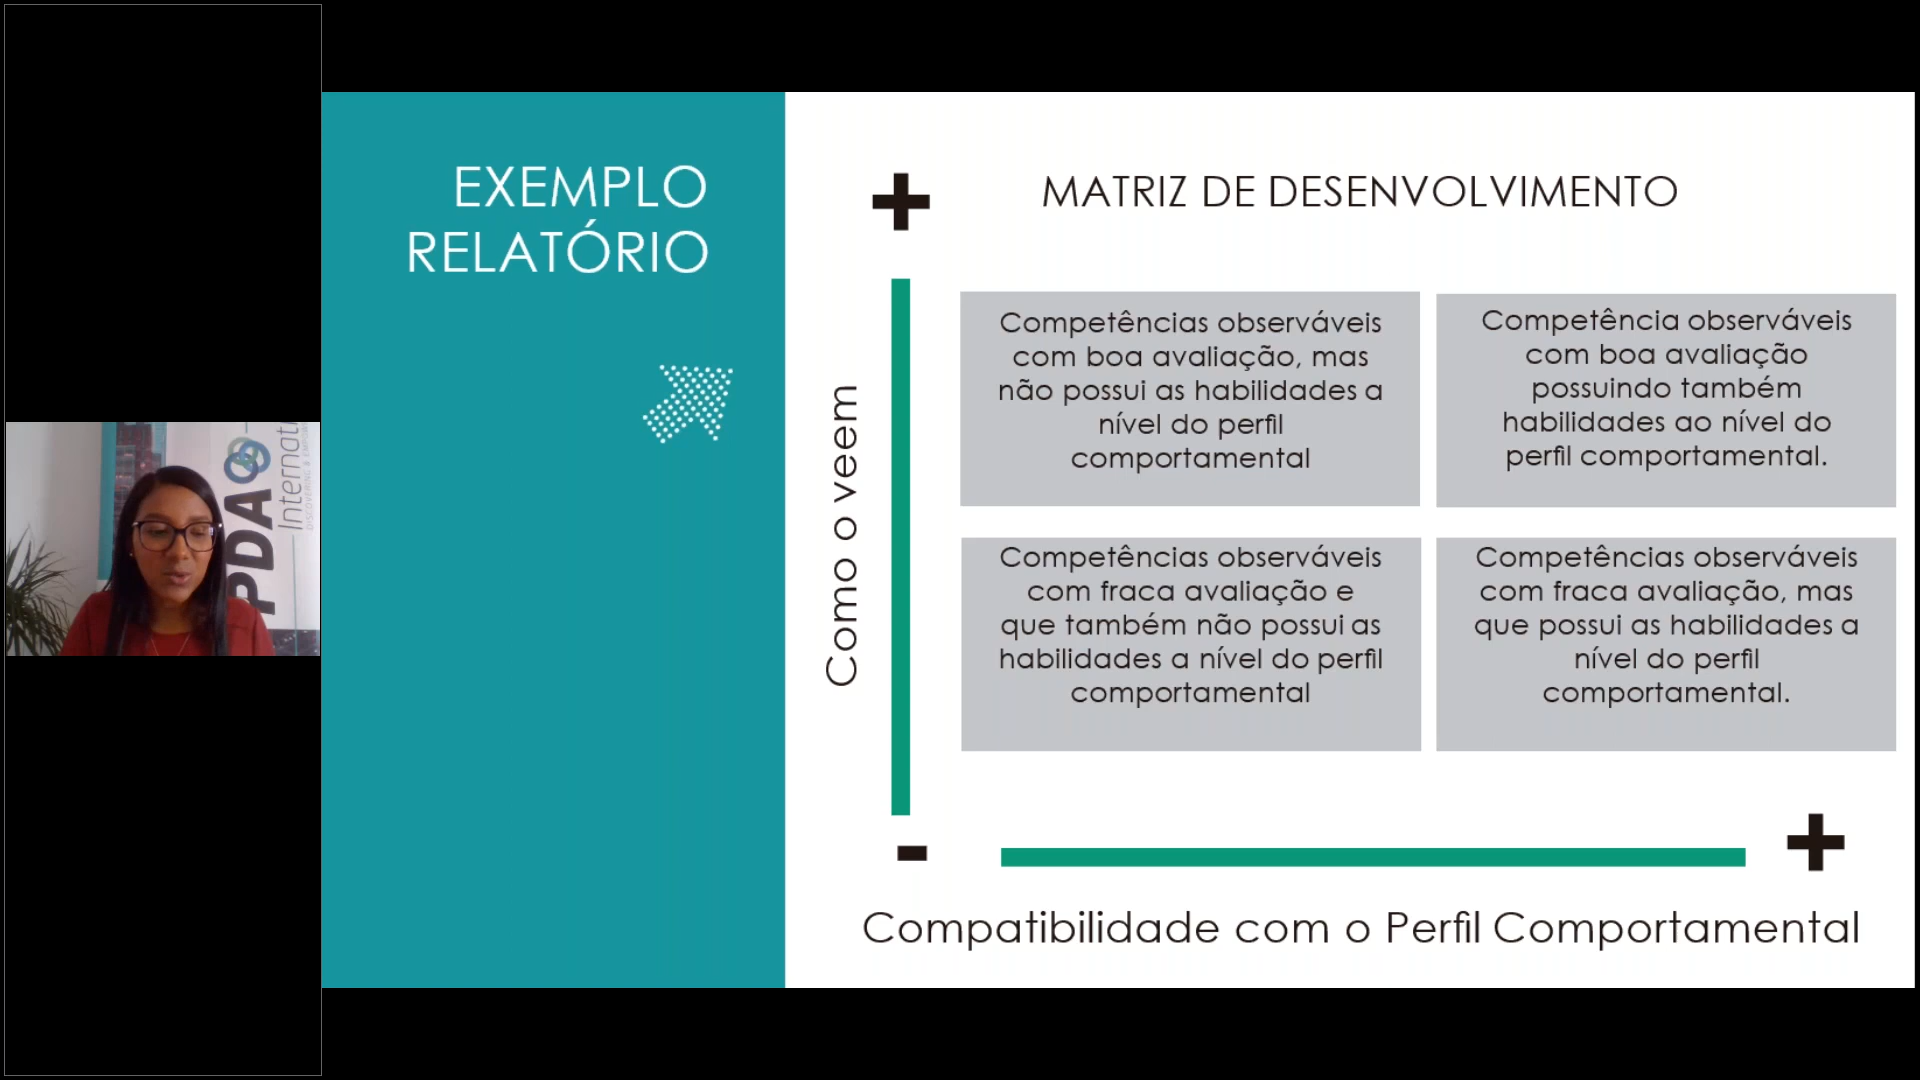 EXEMPLO
RELATÓRIO
+
MATRIZ DE DESENVOLVIMENTO
Como o veem
Competências observáveis
com boa avaliação, mas
não possui as habilidades a
nível do perfil
comportamental
Competência observáveis
com boa avaliação
possuindo também
habilidades ao nível do
perfil comportamental.
Competências observáveis
com fraca avaliação e
que também não possui as
habilidades a nível do perfil
comportamental
Competências observáveis
com fraca avaliação, mas
que possui as habilidades a
nível do perfil
comportamental.
-
+
Compatibilidade com o Perfil Comportamental
PDA
Internati